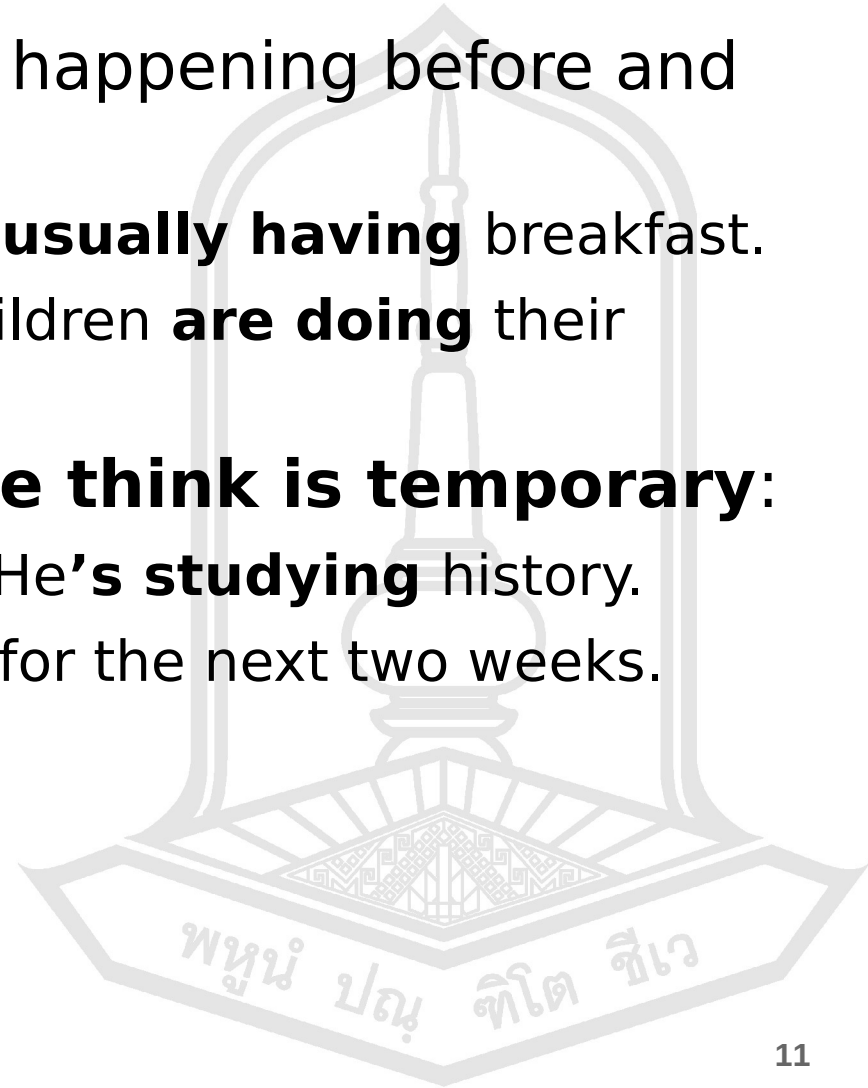 happening before and
usually having breakfast.
ildren are doing their
e think is temporary:
He’s studying history.
for the next two weeks.
พหูนํ ปณฺฑิโต ชีเว
11